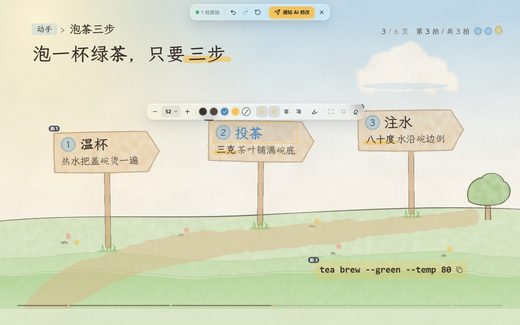 1 处改动
通知 AI 修改
动手 > 泡茶三步
3 / 6 页 第 3 拍 / 共 3 拍
泡一杯绿茶，只要三步
52
1 温杯
热水把盖碗烫一遍
2 投茶
三克茶叶铺满碗底
3 注水
八十度水沿碗边倒
tea brew --green --temp 80